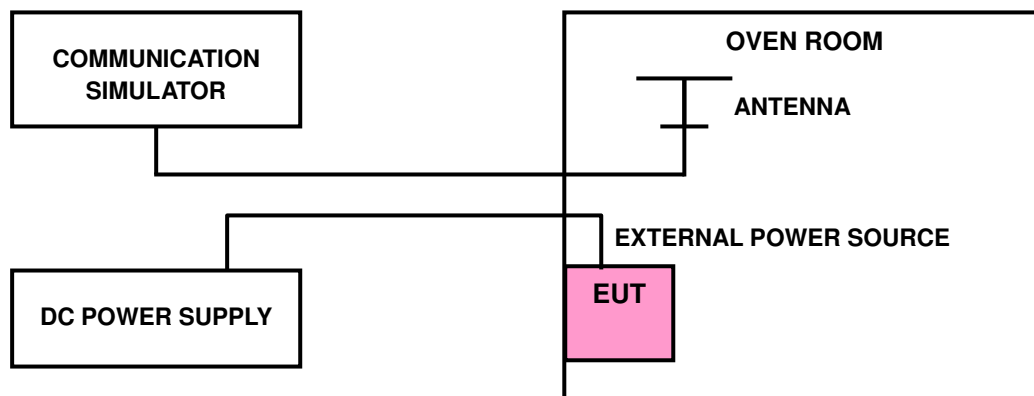 COMMUNICATION
SIMULATOR
OVEN ROOM
ANTENNA
EXTERNAL POWER SOURCE
DC POWER SUPPLY
EUT